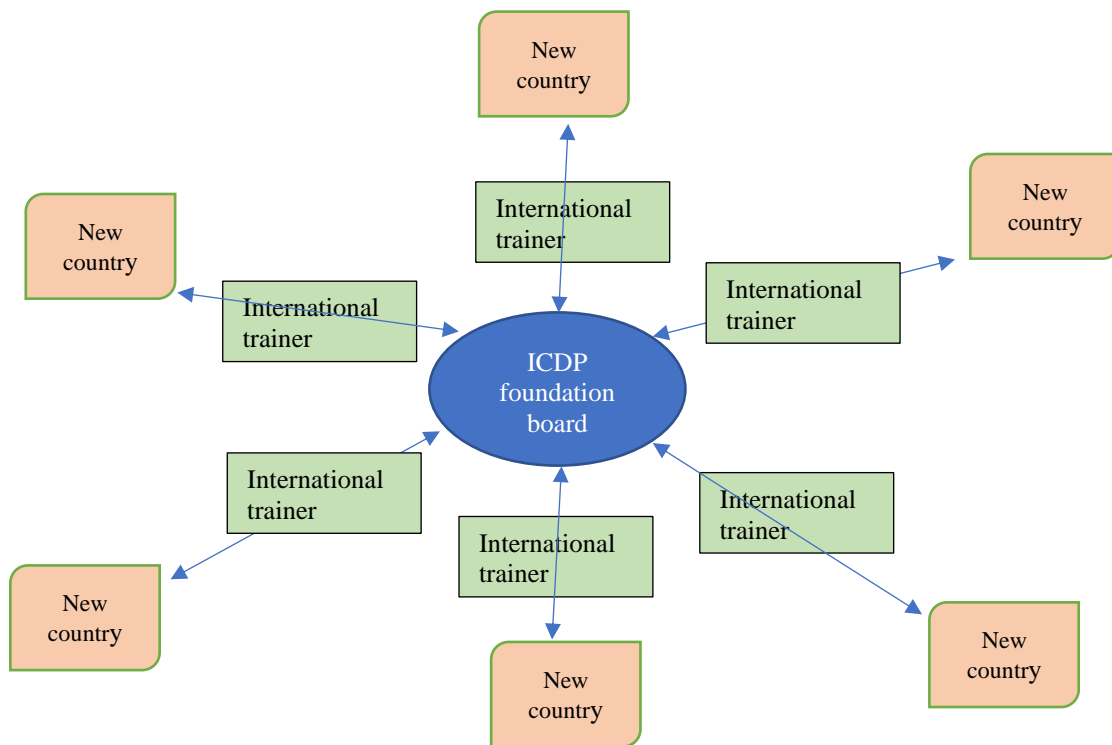 New
country
New
country
New
country
International
trainer
International
trainer
International
trainer
ICDP
foundation
board
International
trainer
International
trainer
International
trainer
New
country
New
country
New
country